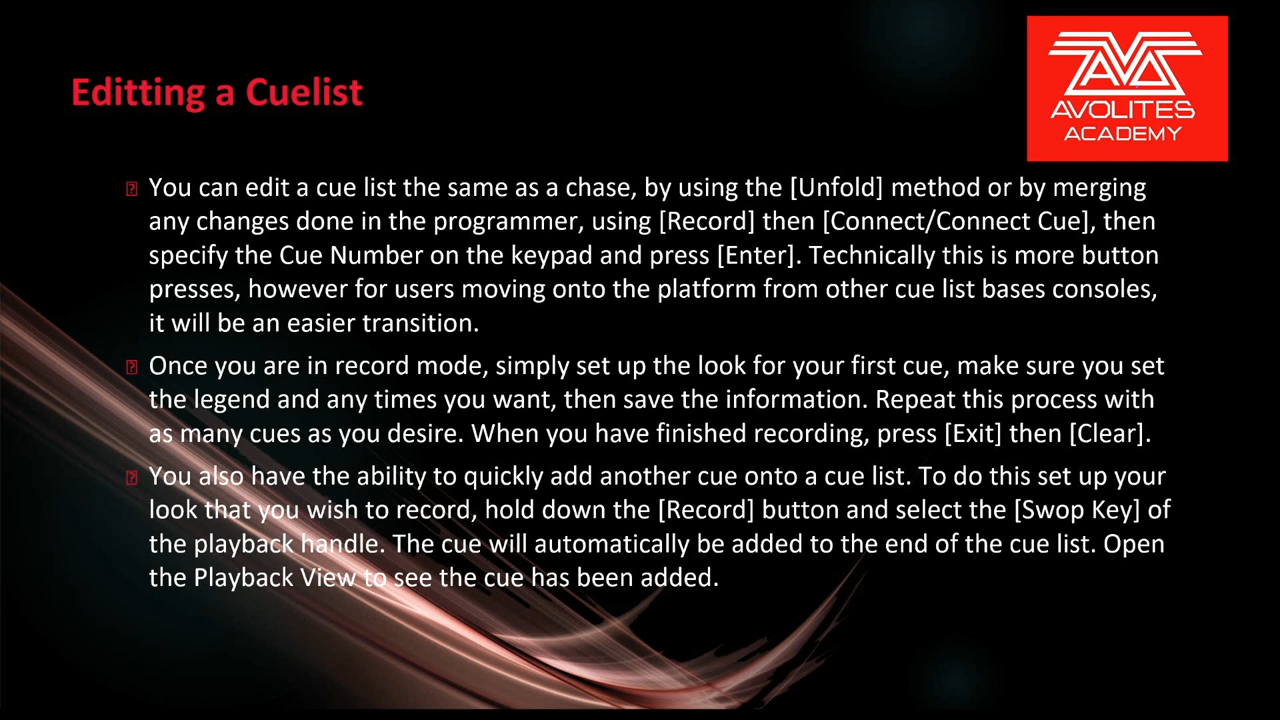 Editting a Cuelist
AVOLITES
ACADEMY
You can edit a cue list the same as a chase, by using the [Unfold] method or by merging
any changes done in the programmer, using [Record] then [Connect/Connect Cue], then
specify the Cue Number on the keypad and press [Enter]. Technically this is more button
presses, however for users moving onto the platform from other cue list bases consoles,
it will be an easier transition.
Once you are in record mode, simply set up the look for your first cue, make sure you set
the legend and any times you want, then save the information. Repeat this process with
as many cues as you desire. When you have finished recording, press [Exit] then [Clear].
You also have the ability to quickly add another cue onto a cue list. To do this set up your
look that you wish to record, hold down the [Record] button and select the [Swop Key] of
the playback handle. The cue will automatically be added to the end of the cue list. Open
the Playback View to see the cue has been added.